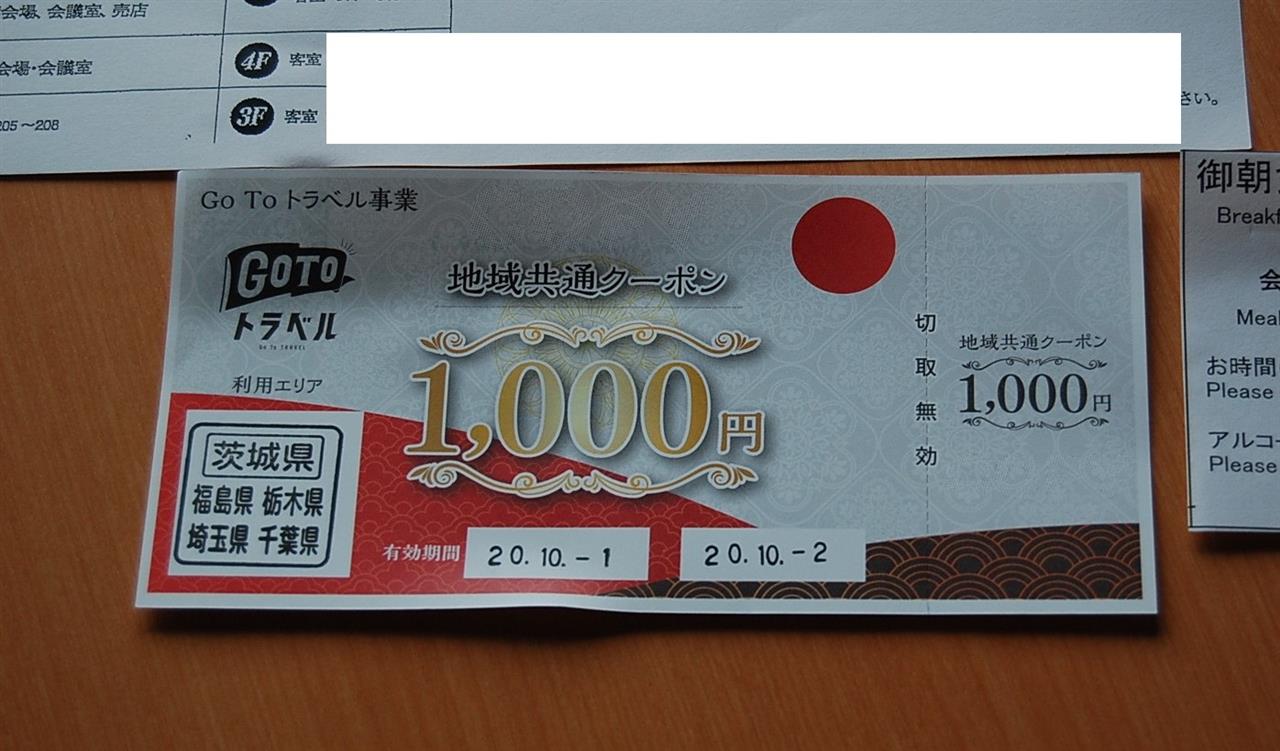 会場、会議室、売店
会場・会議室
4F 客室
205～208
3F 客室
さい。
Go To トラベル事業
GOTO
トラベル
Go To TRAVEL
地域共通クーポン
1,000円
利用エリア
茨城県
福島県 栃木県
埼玉県 千葉県
有効期間 20.10.-1 20.10.-2
切取無効
地域共通クーポン
1,000円
御朝
Breakf
会
Meal
お時間
Please
アルコー
Please